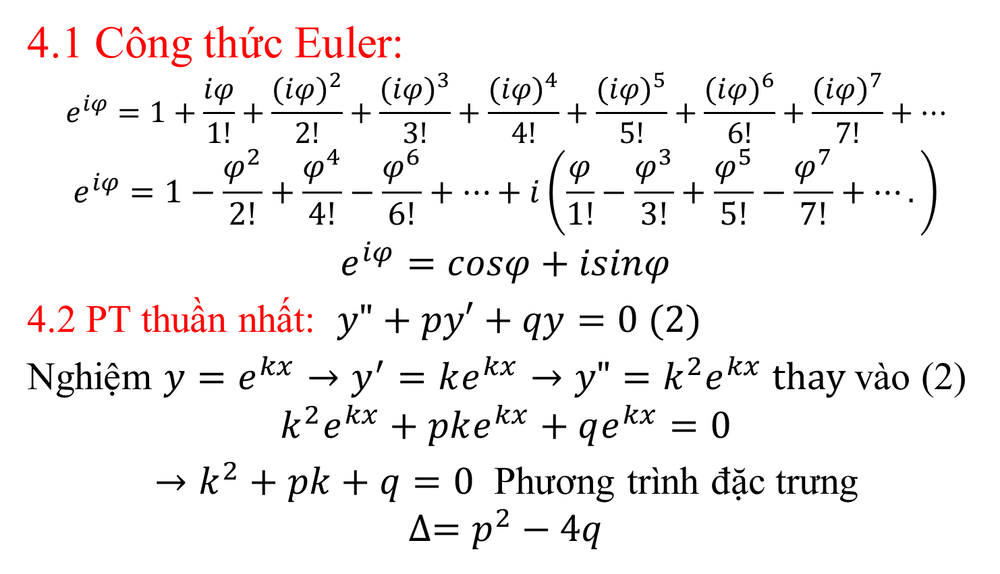 4.1 Công thức Euler:
$e^{i\varphi} = 1 + \frac{i\varphi}{1!} + \frac{(i\varphi)^2}{2!} + \frac{(i\varphi)^3}{3!} + \frac{(i\varphi)^4}{4!} + \frac{(i\varphi)^5}{5!} + \frac{(i\varphi)^6}{6!} + \frac{(i\varphi)^7}{7!} + \cdots$
$e^{i\varphi} = 1 - \frac{\varphi^2}{2!} + \frac{\varphi^4}{4!} - \frac{\varphi^6}{6!} + \cdots + i\left(\frac{\varphi}{1!} - \frac{\varphi^3}{3!} + \frac{\varphi^5}{5!} - \frac{\varphi^7}{7!} + \cdots.\right)$
$e^{i\varphi} = cos\varphi + isin\varphi$
4.2 PT thuần nhất: $y" + py' + qy = 0$ (2)
Nghiệm $y = e^{kx} \rightarrow y' = ke^{kx} \rightarrow y" = k^2e^{kx}$ thay vào (2)
$k^2e^{kx} + pke^{kx} + qe^{kx} = 0$
$\rightarrow k^2 + pk + q = 0$ Phương trình đặc trưng
$\Delta = p^2 - 4q$